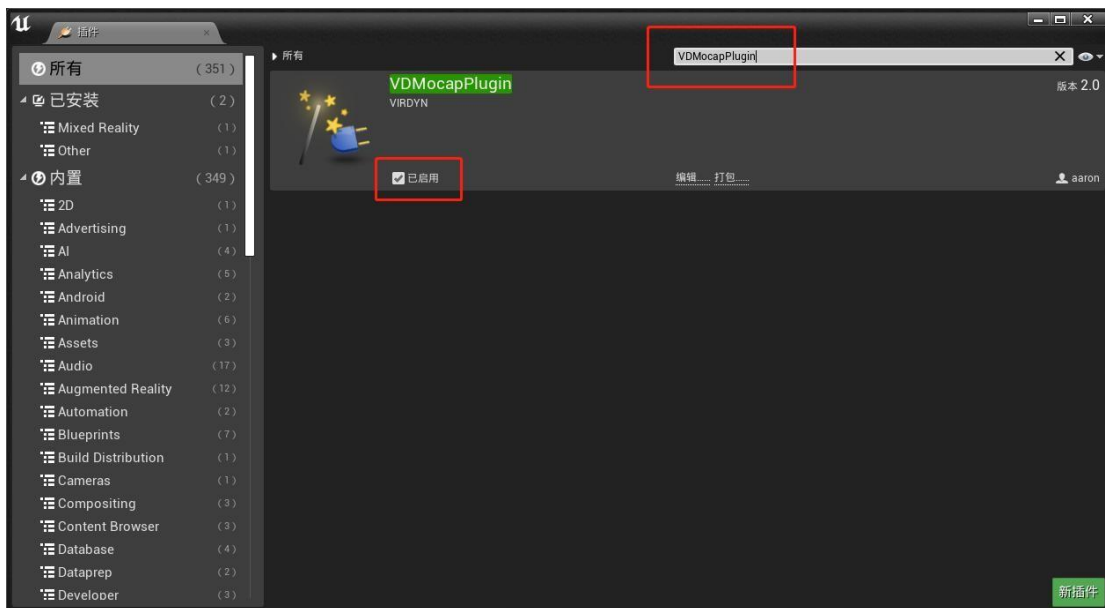 插件
所有 (351)
已安装 (2)
Mixed Reality (1)
Other (1)
内置 (349)
2D (1)
Advertising (1)
AI (4)
Analytics (5)
Android (2)
Animation (6)
Assets (3)
Audio (17)
Augmented Reality (12)
Automation (2)
Blueprints (7)
Build Distribution (1)
Cameras (1)
Compositing (3)
Content Browser (3)
Database (4)
Dataprep (2)
Developer (3)
所有
VDMocapPlugin
VDMocapPlugin
版本 2.0
VIRDYN
已启用
编辑...... 打包......
aaron
新插件